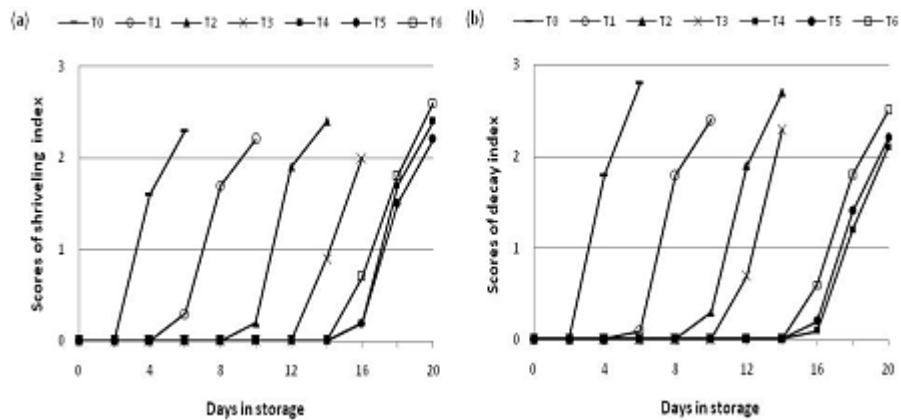 (a) T0 T1 T2 T3 T4 T5 T6
3
2
1
0
Scores of shriveling index
0 4 8 12 16 20
Days in storage
(b) T0 T1 T2 T3 T4 T5 T6
3
2
1
0
Scores of decay index
0 4 8 12 16 20
Days in storage